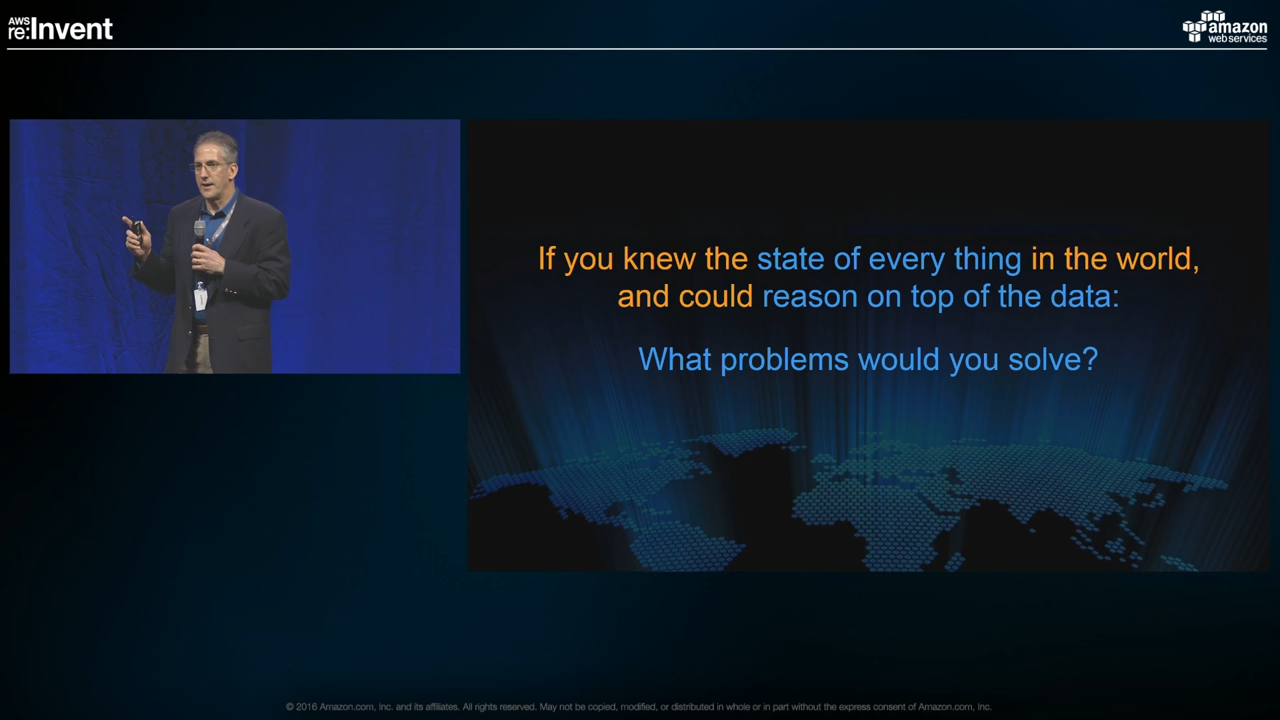 AWS
re:Invent
amazon
web services
If you knew the state of every thing in the world,
and could reason on top of the data:
What problems would you solve?
© 2016 Amazon.com, Inc. and its affiliates. All rights reserved. May not be copied, modified, or distributed in whole or in part without the express consent of Amazon.com, Inc.